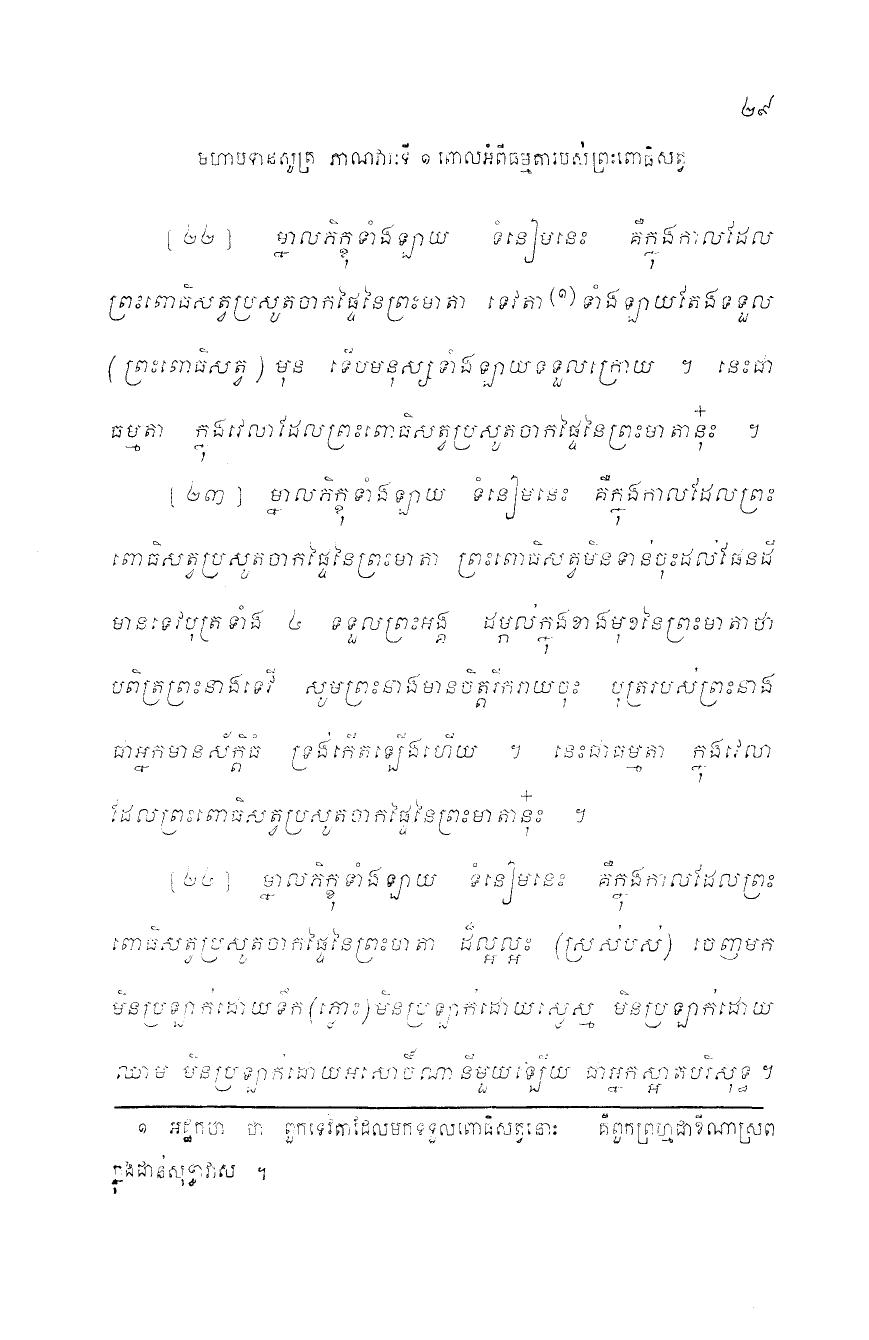 ២៩
មហាបទានសូត្រ ភាណវារៈទី ១ ពោលអំពីធម្មតារបស់ព្រះពោធិសត្វ
[ ២២ ] ម្នាលភិក្ខុទាំងឡាយ ទំនៀមនេះ គឺក្នុងកាលដែល
ព្រះពោធិសត្វប្រសូតចាកផ្ទៃនៃព្រះមាតា ទេវតា (១) ទាំងឡាយតែងទទួល
( ព្រះពោធិសត្វ ) មុន ទើបមនុស្សទាំងឡាយទទួលក្រោយ ។ នេះជា
ធម្មតា ក្នុងវេលាដែលព្រះពោធិសត្វប្រសូតចាកផ្ទៃនៃព្រះមាតានុ៎ះ ។
[ ២៣ ] ម្នាលភិក្ខុទាំងឡាយ ទំនៀមនេះ គឺក្នុងកាលដែលព្រះ
ពោធិសត្វប្រសូតចាកផ្ទៃនៃព្រះមាតា ព្រះពោធិសត្វមិនទាន់ចុះដល់ផែនដី
មានទេវបុត្រទាំង ៤ ទទួលព្រះអង្គ ដម្កល់ក្នុងខាងមុខនៃព្រះមាតាថា
បពិត្រព្រះនាងទេវី សូមព្រះនាងមានចិត្តរីករាយចុះ បុត្ររបស់ព្រះនាង
ជាអ្នកមានស័ក្តិធំ ទ្រង់កើតឡើងហើយ ។ នេះជាធម្មតា ក្នុងវេលា
ដែលព្រះពោធិសត្វប្រសូតចាកផ្ទៃនៃព្រះមាតានុ៎ះ ។
[ ២៤ ] ម្នាលភិក្ខុទាំងឡាយ ទំនៀមនេះ គឺក្នុងកាលដែលព្រះ
ពោធិសត្វប្រសូតចាកផ្ទៃនៃព្រះមាតា ដ៏ល្អល្អះ (ស្រស់បស់) ចេញមក
មិនប្រឡាក់ដោយទឹក(ភ្លោះ)មិនប្រឡាក់ដោយស្លេស្ម មិនប្រឡាក់ដោយ
ឈាម មិនប្រឡាក់ដោយអសោចិ៍ណានីមួយឡើយ ជាអ្នកស្អាតបរិសុទ្ធ ។
១ អដ្ឋកថា ថា ពួកទេវតាដែលមកទទួលពោធិសត្វនោះ គឺពួកព្រហ្មជាខីណាស្រព
ក្នុងជាន់សុទ្ធាវាស ។